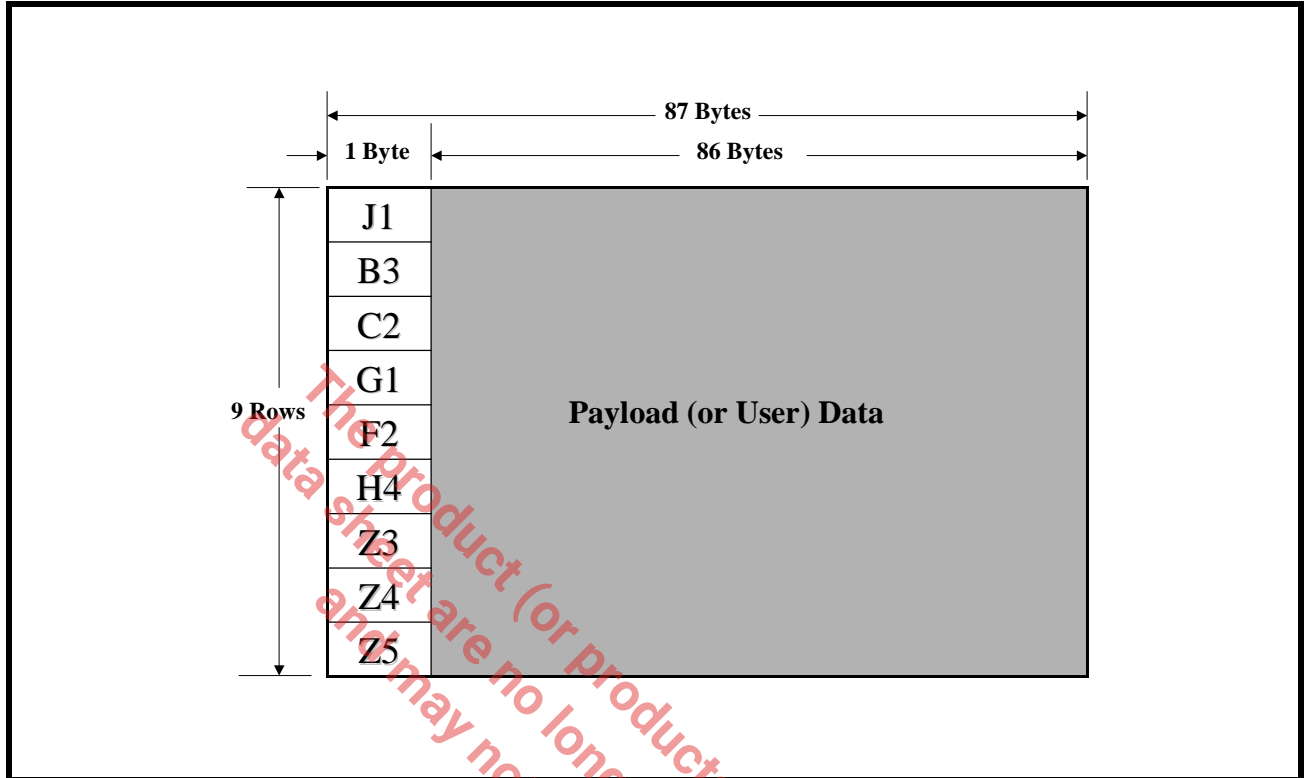 87 Bytes
1 Byte
86 Bytes
J1
B3
C2
G1
9 Rows
Payload (or User) Data
F2
H4
Z3
Z4
Z5
The product (or product
data sheet are no long
and may no